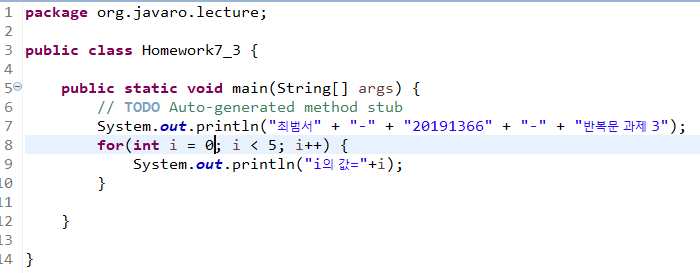 1 package org.javaro.lecture;
2
3 public class Homework7_3 {
4
5 public static void main(String[] args) {
6 // TODO Auto-generated method stub
7 System.out.println("최범서" + "-" + "20191366" + "-" + "반복문 과제 3");
8 for(int i = 0; i < 5; i++) {
9 System.out.println("i의 값="+i);
10 }
11
12 }
13
14 }